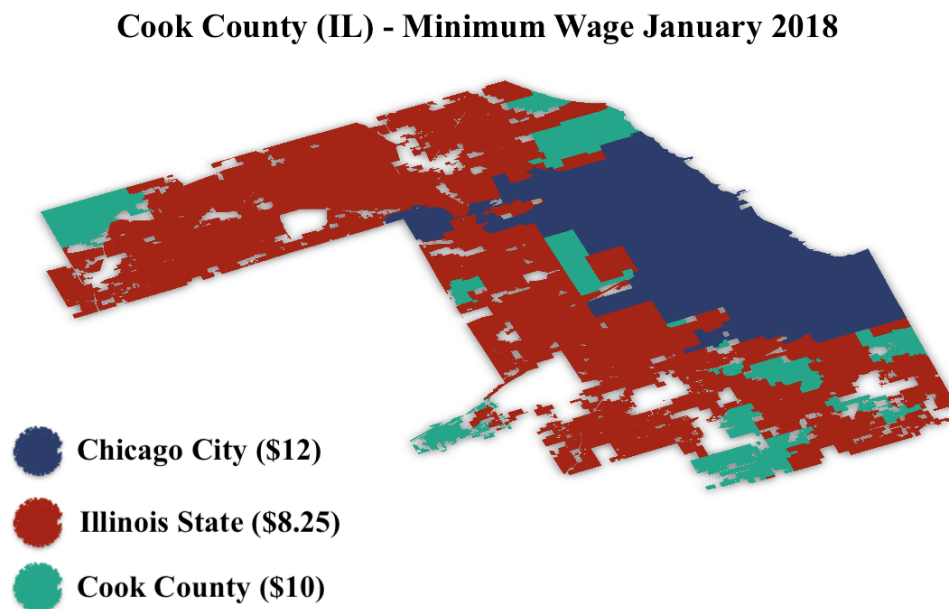 Cook County (IL) - Minimum Wage January 2018
Chicago City ($12)
Illinois State ($8.25)
Cook County ($10)